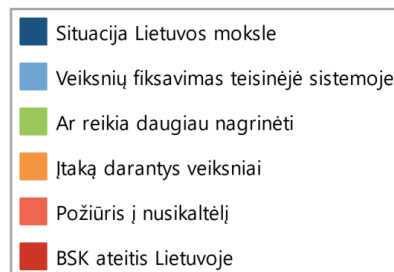 Situacija Lietuvos moksle
Veiksnių fiksavimas teisinėje sistemoje
Ar reikia daugiau nagrinėti
Įtaką darantys veiksniai
Požiūris į nusikaltėlį
BSK ateitis Lietuvoje